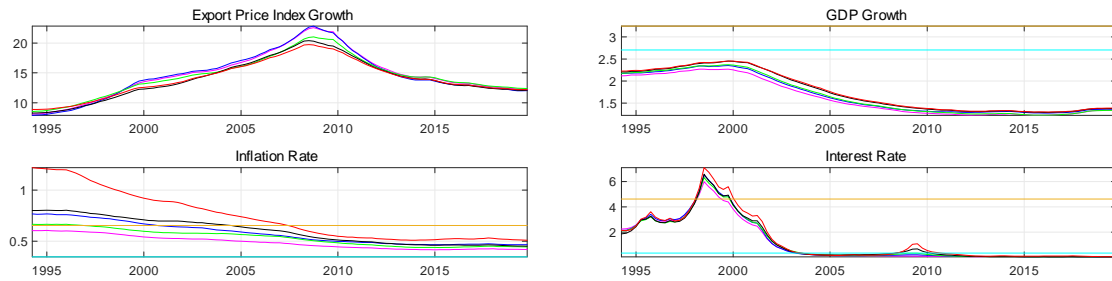 Export Price Index Growth
20
15
10
1995 2000 2005 2010 2015
GDP Growth
3
2.5
2
1.5
1995 2000 2005 2010 2015
Inflation Rate
1
0.5
1995 2000 2005 2010 2015
Interest Rate
6
4
2
1995 2000 2005 2010 2015